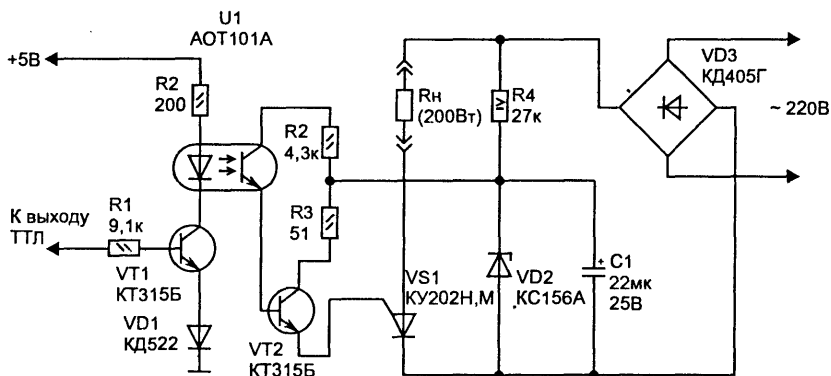 U1
АОТ101А
+5В
R2
200
R2
4,3к
Rн
(200Вт)
R4
27к
VD3
КД405Г
~ 220В
К выходу
ТТЛ
R1
9,1к
R3
51
VT1
КТ315Б
VS1
КУ202Н,М
VD2
КС156А
+
C1
22мк
25В
VD1
КД522
VT2
КТ315Б